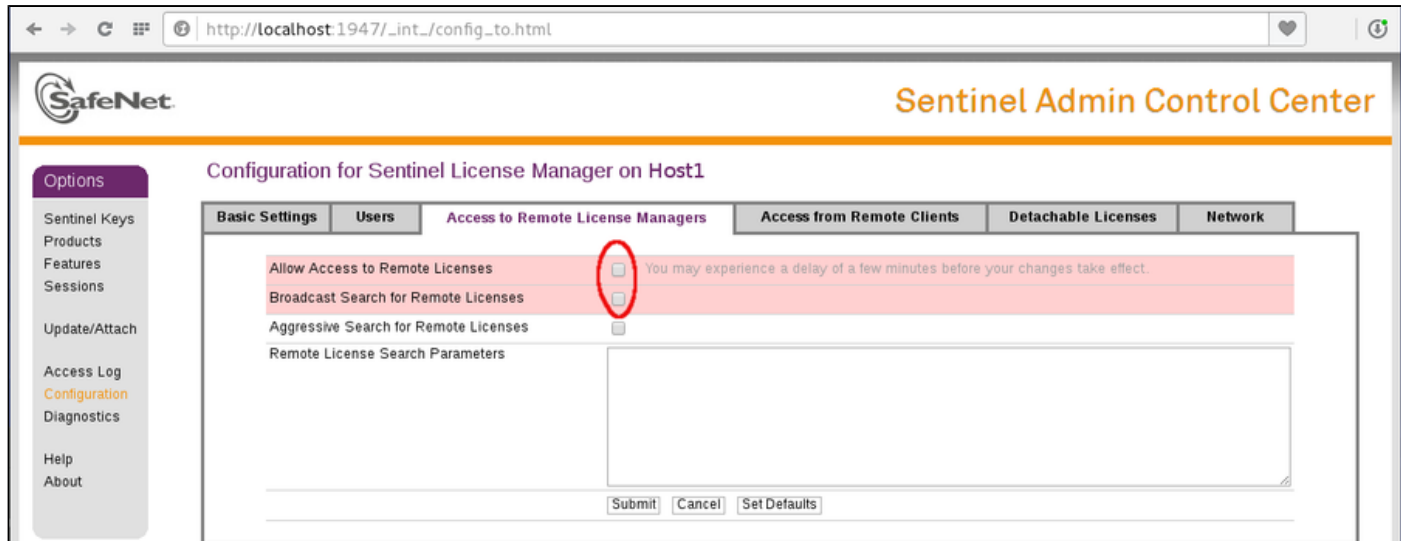 http://localhost:1947/_int_/config_to.html
SafeNet.
Sentinel Admin Control Center
Options
Sentinel Keys
Products
Features
Sessions
Update/Attach
Access Log
Configuration
Diagnostics
Help
About
Configuration for Sentinel License Manager on Host1
Basic Settings
Users
Access to Remote License Managers
Access from Remote Clients
Detachable Licenses
Network
Allow Access to Remote Licenses
You may experience a delay of a few minutes before your changes take effect.
Broadcast Search for Remote Licenses
Aggressive Search for Remote Licenses
Remote License Search Parameters
Submit
Cancel
Set Defaults